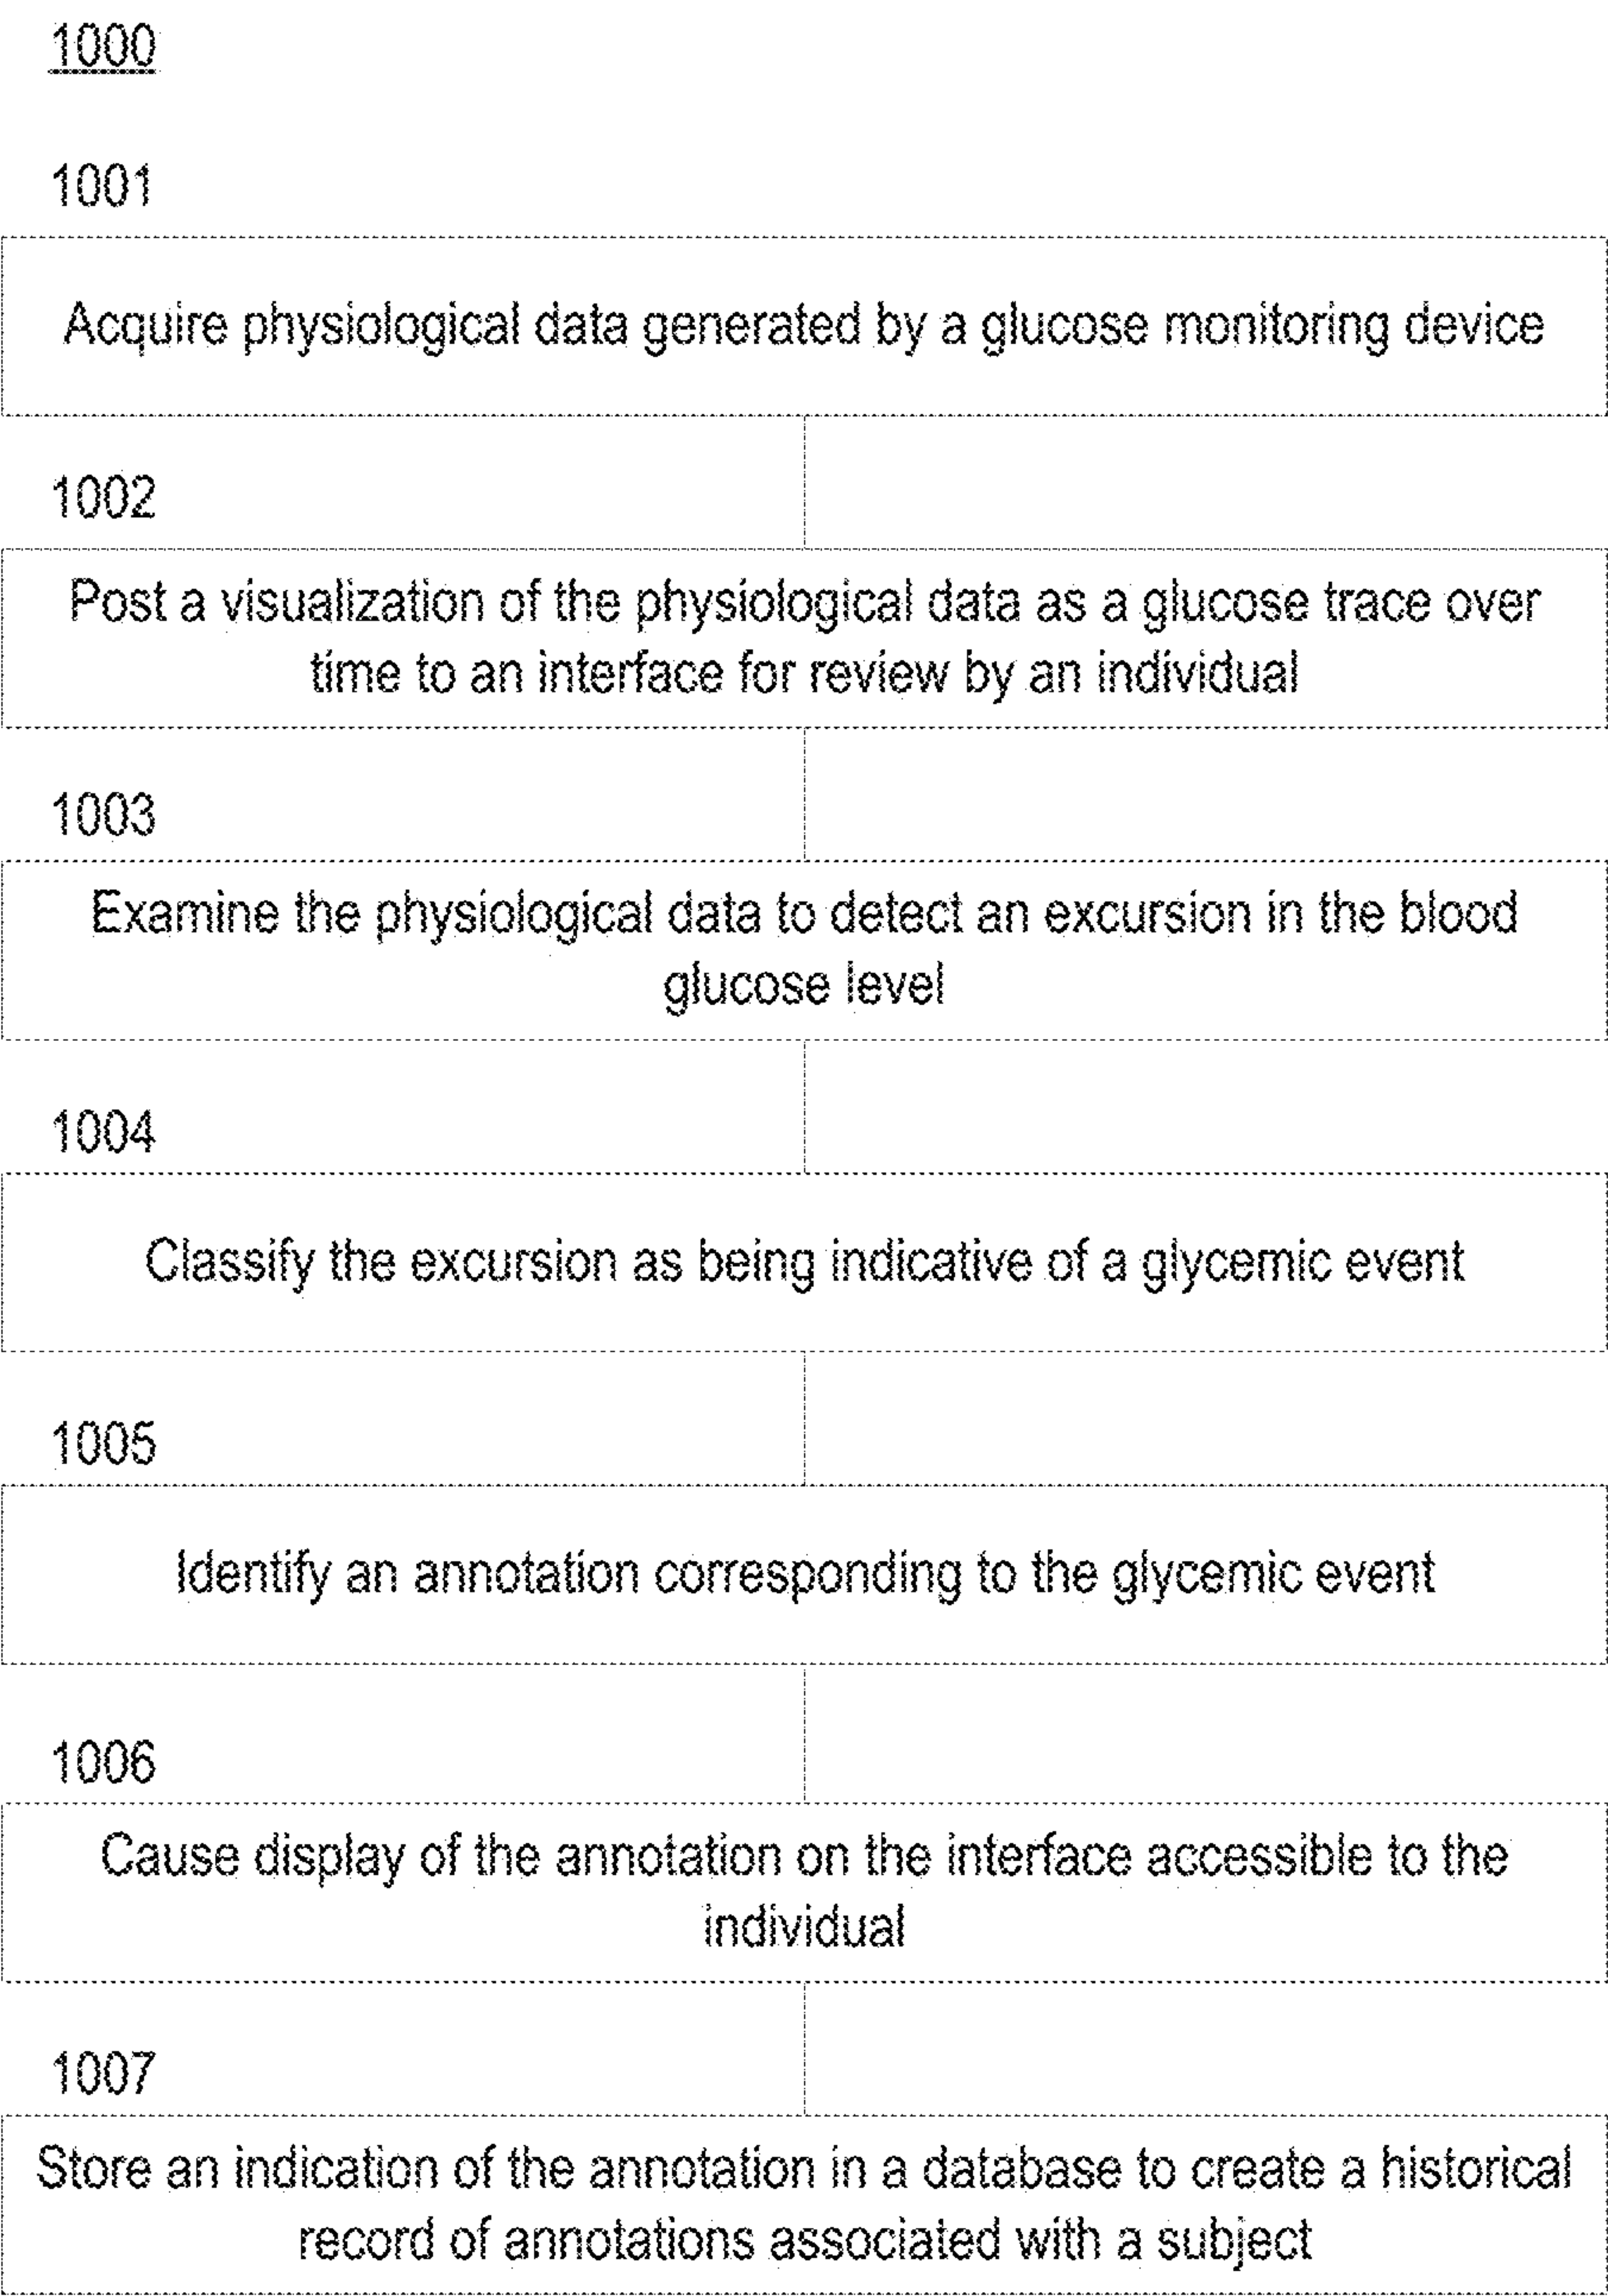 1000
1001
Acquire physiological data generated by a glucose monitoring device
1002
Post a visualization of the physiological data as a glucose trace over
time to an interface for review by an individual
1003
Examine the physiological data to detect an excursion in the blood
glucose level
1004
Classify the excursion as being indicative of a glycemic event
1005
Identify an annotation corresponding to the glycemic event
1006
Cause display of the annotation on the interface accessible to the
individual
1007
Store an indication of the annotation in a database to create a historical
record of annotations associated with a subject